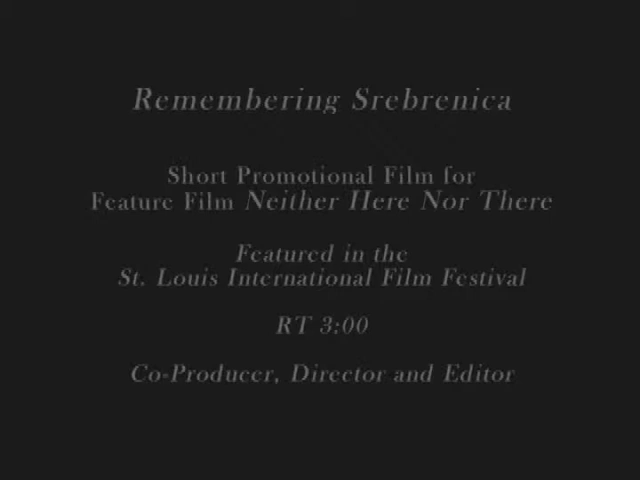 Remembering Srebrenica
Short Promotional Film for
Feature Film Neither Here Nor There
Featured in the
St. Louis International Film Festival
RT 3:00
Co-Producer, Director and Editor